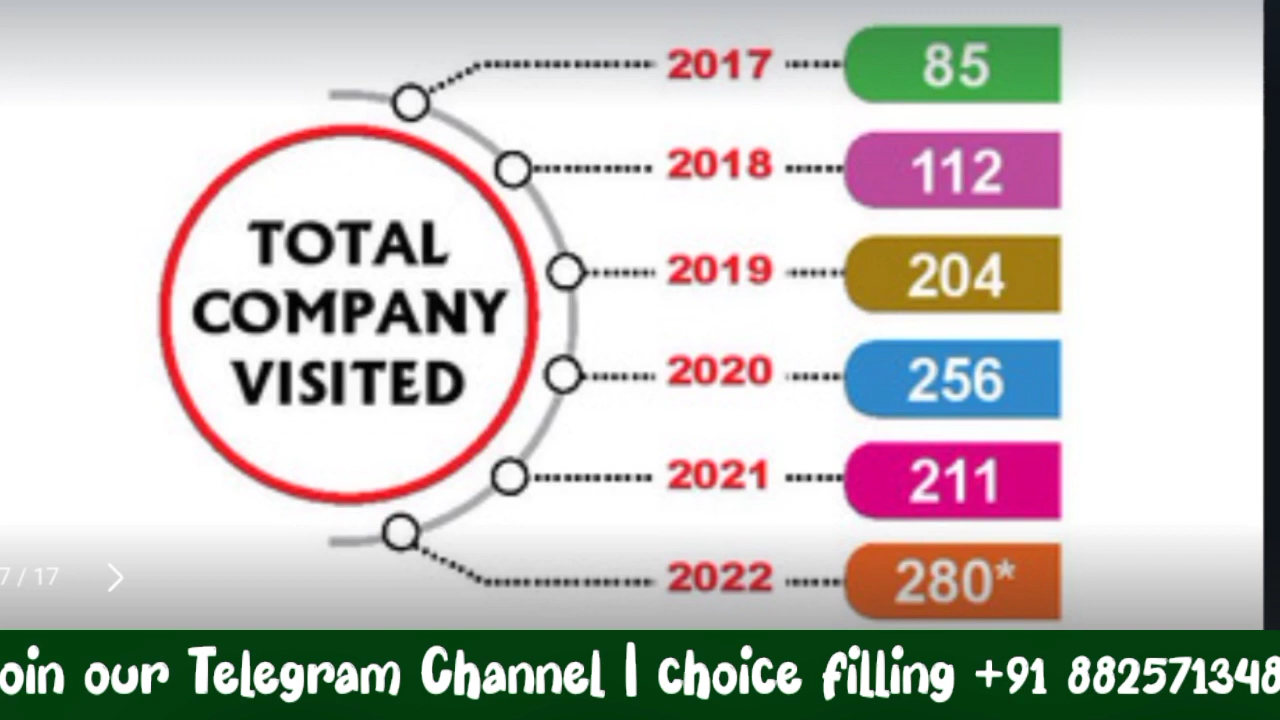 2017 85
2018 112
TOTAL
COMPANY
VISITED
2019 204
2020 256
2021 211
2022 280*
7 / 17
oin our Telegram Channel | choice filling +91 882571348